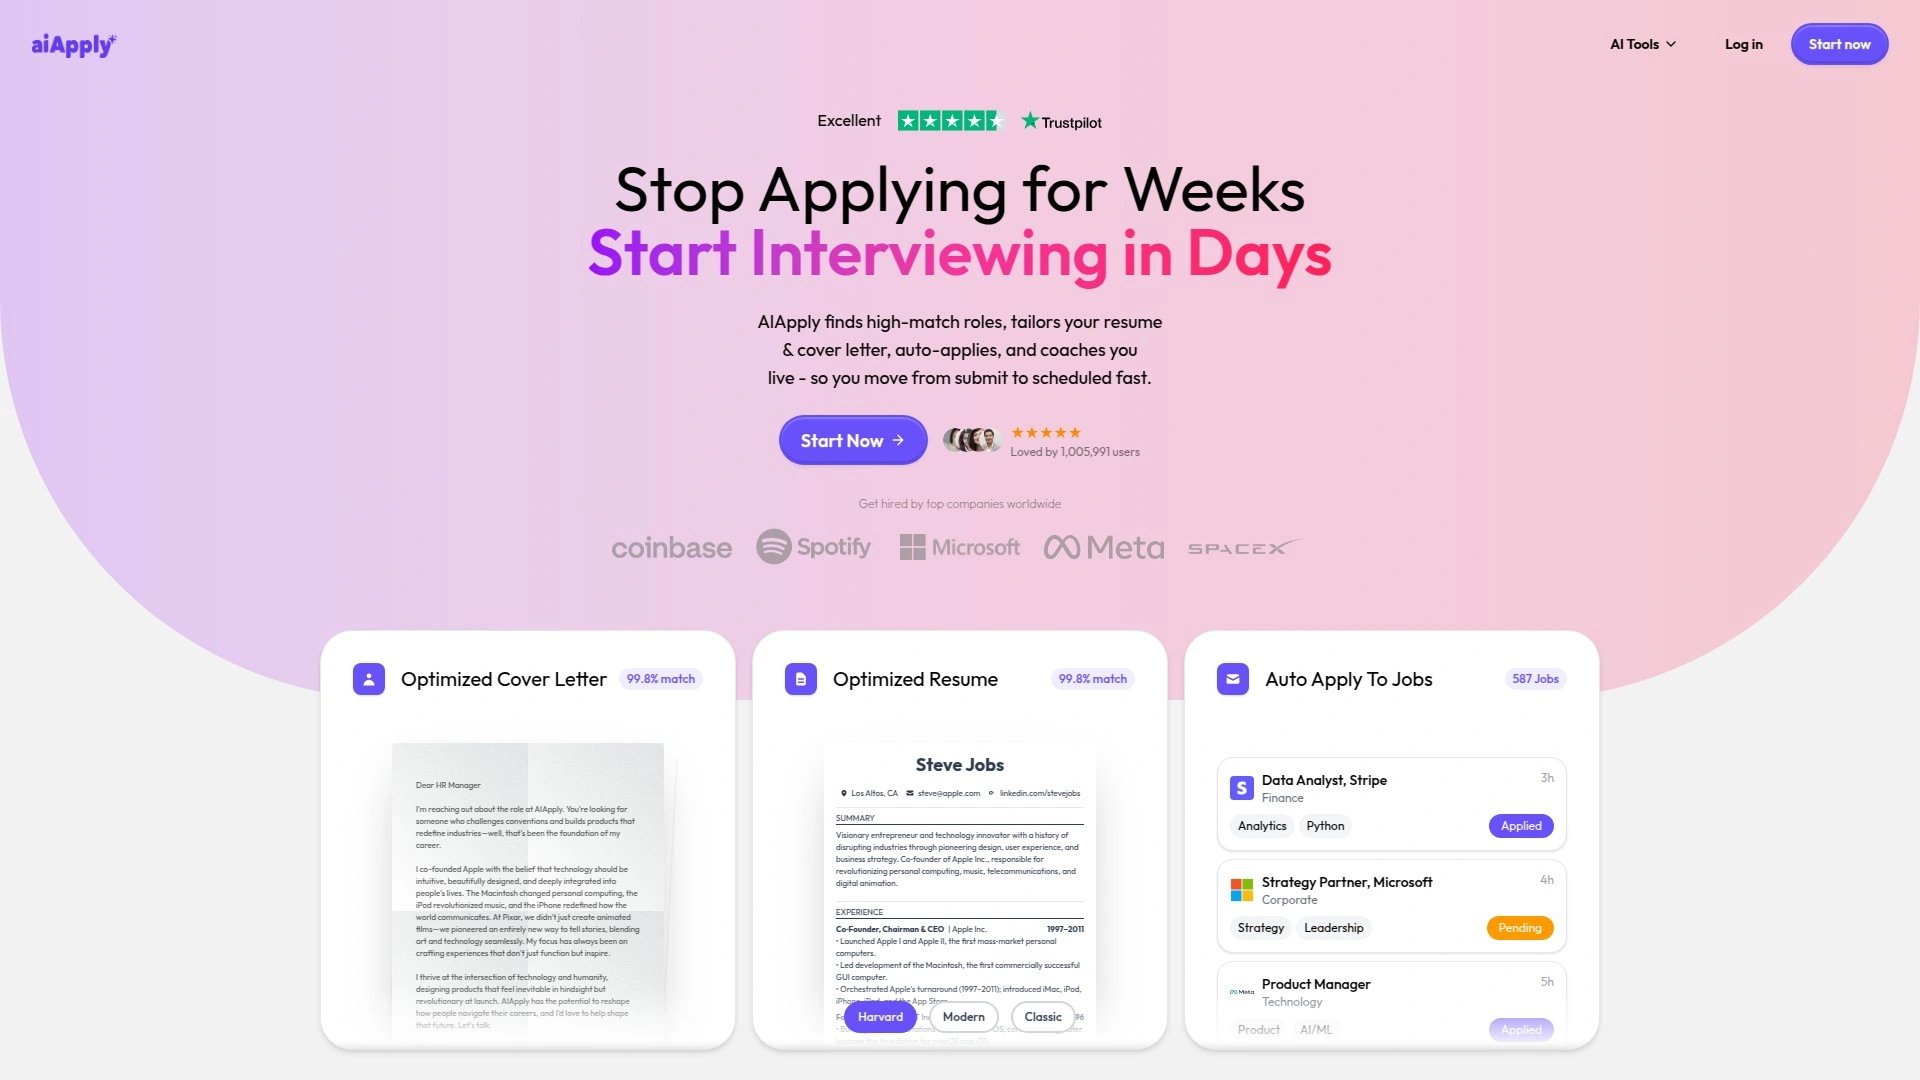 aiApply
AI Tools
Log in
Start now
Excellent
Trustpilot
Stop Applying for Weeks
Start Interviewing in Days
AIApply finds high-match roles, tailors your resume
& cover letter, auto-applies, and coaches you
live - so you move from submit to scheduled fast.
Start Now
Loved by 1,005,991 users
Get hired by top companies worldwide
coinbase
Spotify
Microsoft
Meta
SPACEX
Optimized Cover Letter
99.8% match
Dear HR Manager
I'm reaching out about the role at AIApply. You're looking for
someone who challenges conventions and builds products that
redefine industries—well, that's been the foundation of my
career.
I co-founded Apple with the belief that technology should be
intuitive, beautifully designed, and deeply integrated into
people's lives. The Macintosh changed personal computing, the
iPod revolutionized music, and the iPhone redefined how the
world communicates. At Pixar, we didn't just create animated
films—we pioneered an entirely new way to tell stories, blending
art and technology seamlessly. My focus has always been on
crafting experiences that don't just function but inspire.
I thrive at the intersection of technology and humanity,
designing products that feel inevitable in hindsight but
revolutionary at launch. AIApply has the potential to reshape
how people navigate their careers, and I'd love to help shape
that future. Let's talk.
Optimized Resume
99.8% match
Steve Jobs
Los Altos, CA
steve@apple.com
linkedin.com/stevejobs
SUMMARY
Visionary entrepreneur and technology innovator with a history of
disrupting industries through pioneering design, user experience, and
business strategy. Co-founder of Apple Inc., responsible for
revolutionizing personal computing, music, telecommunications, and
digital animation.
EXPERIENCE
Co-Founder, Chairman & CEO | Apple Inc. 1997–2011
• Launched Apple I and Apple II, the first mass-market personal
computers.
• Led development of the Macintosh, the first commercially successful
GUI computer.
• Orchestrated Apple's turnaround (1997–2011); introduced iMac, iPod,
iPhone, iPad, and the App Store.
Harvard
Modern
Classic
become the foundation for macOS and iOS.
Auto Apply To Jobs
587 Jobs
Data Analyst, Stripe
3h
Finance
Analytics
Python
Applied
Strategy Partner, Microsoft
4h
Corporate
Strategy
Leadership
Pending
Meta
Product Manager
5h
Technology
Product
AI/ML
Applied